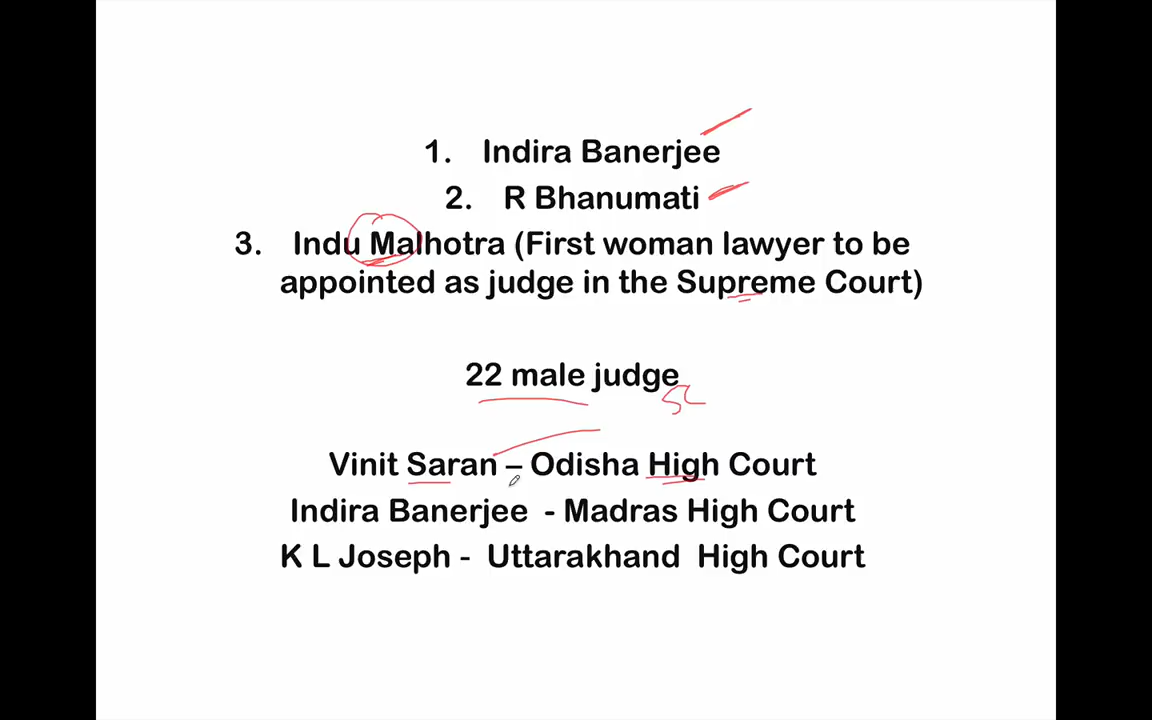 1. Indira Banerjee
2. R Bhanumati
3. Indu Malhotra (First woman lawyer to be
appointed as judge in the Supreme Court)
22 male judge
SC
Vinit Saran – Odisha High Court
Indira Banerjee - Madras High Court
K L Joseph - Uttarakhand High Court